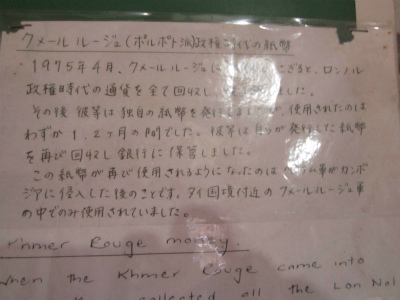 クメール ルージュ(ポルポト派)政権時代の紙幣
1975年4月、クメール ルージュ
権時代の通貨を全て回収し
その後 彼等は独自の紙幣を発行しま 使用されたのは
わずか1、2ヶ月の間でした。彼等は自らが発行した紙幣
を再び回収し銀行に保管しました。
この紙幣が再び使用されるようになったのは ム軍がカンボ
ジアに侵入した後のことです。タイ国境付近のクメールルージュ軍
の中でのみ使用されていました。
Khmer Rouge money.
When the Khmer Rouge came into
collected all the Lon Nol